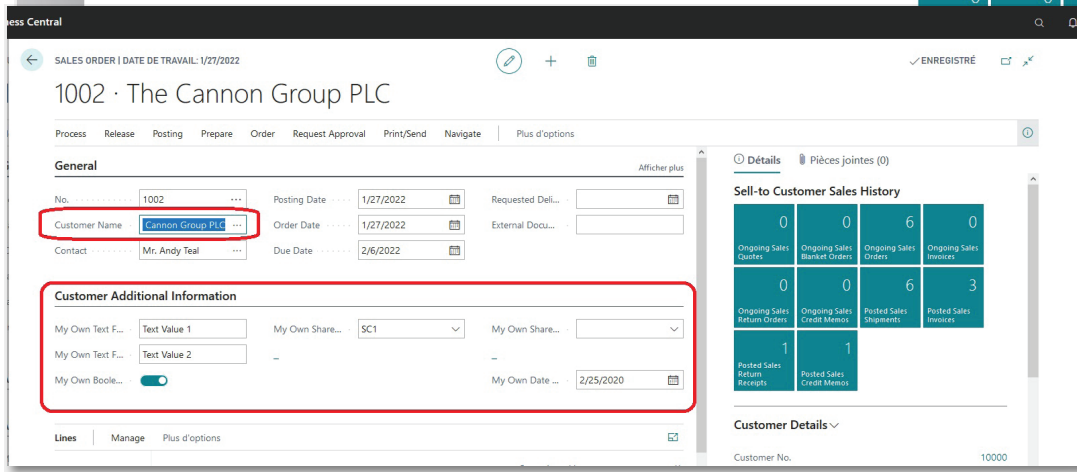 0 0
ness Central
SALES ORDER | DATE DE TRAVAIL: 1/27/2022
ENREGISTRÉ
1002 · The Cannon Group PLC
Process Release Posting Prepare Order Request Approval Print/Send Navigate Plus d'options
General
Afficher plus
No. 1002
Posting Date 1/27/2022
Requested Deli...
Customer Name Cannon Group PLC
Order Date 1/27/2022
External Docu...
Contact Mr. Andy Teal
Due Date 2/6/2022
Customer Additional Information
My Own Text F... Text Value 1
My Own Share... SC1
My Own Share...
My Own Text F... Text Value 2
My Own Boole...
My Own Date ... 2/25/2020
Lines Manage Plus d'options
Détails Pièces jointes (0)
Sell-to Customer Sales History
0 Ongoing Sales Quotes
0 Ongoing Sales Blanket Orders
6 Ongoing Sales Orders
0 Ongoing Sales Invoices
0 Ongoing Sales Return Orders
0 Ongoing Sales Credit Memos
6 Posted Sales Shipments
3 Posted Sales Invoices
1 Posted Sales Return Receipts
1 Posted Sales Credit Memos
Customer Details
Customer No. 10000